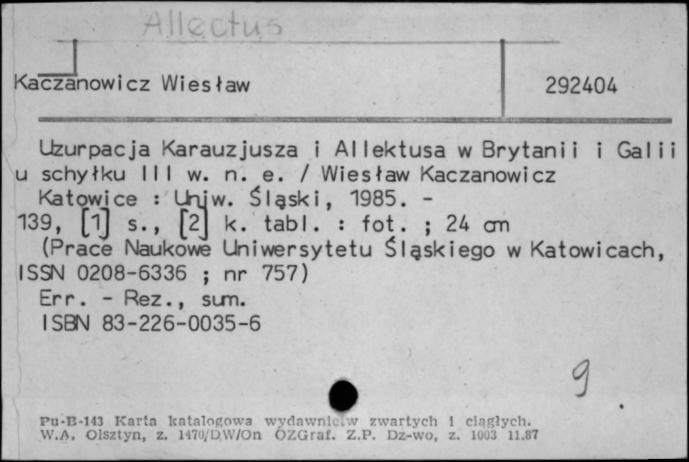 Allectus
Kaczanowicz Wiesław 292404
Uzurpacja Karauzjusza i Allektusa w Brytanii i Galii
u schyłku III w. n. e. / Wiesław Kaczanowicz
Katowice : Uniw. Śląski, 1985. -
139, [1] s., [2] k. tabl. : fot. ; 24 cm
(Prace Naukowe Uniwersytetu Śląskiego w Katowicach,
ISSN 0208-6336 ; nr 757)
Err. - Rez., sum.
ISBN 83-226-0035-6
9
Pu-B-143 Karta katalogowa wydawnictw zwartych i ciągłych.
W.A. Olsztyn, z. 1470/DW/On OZGraf. Z.P. Dz-wo, z. 1003 11.87